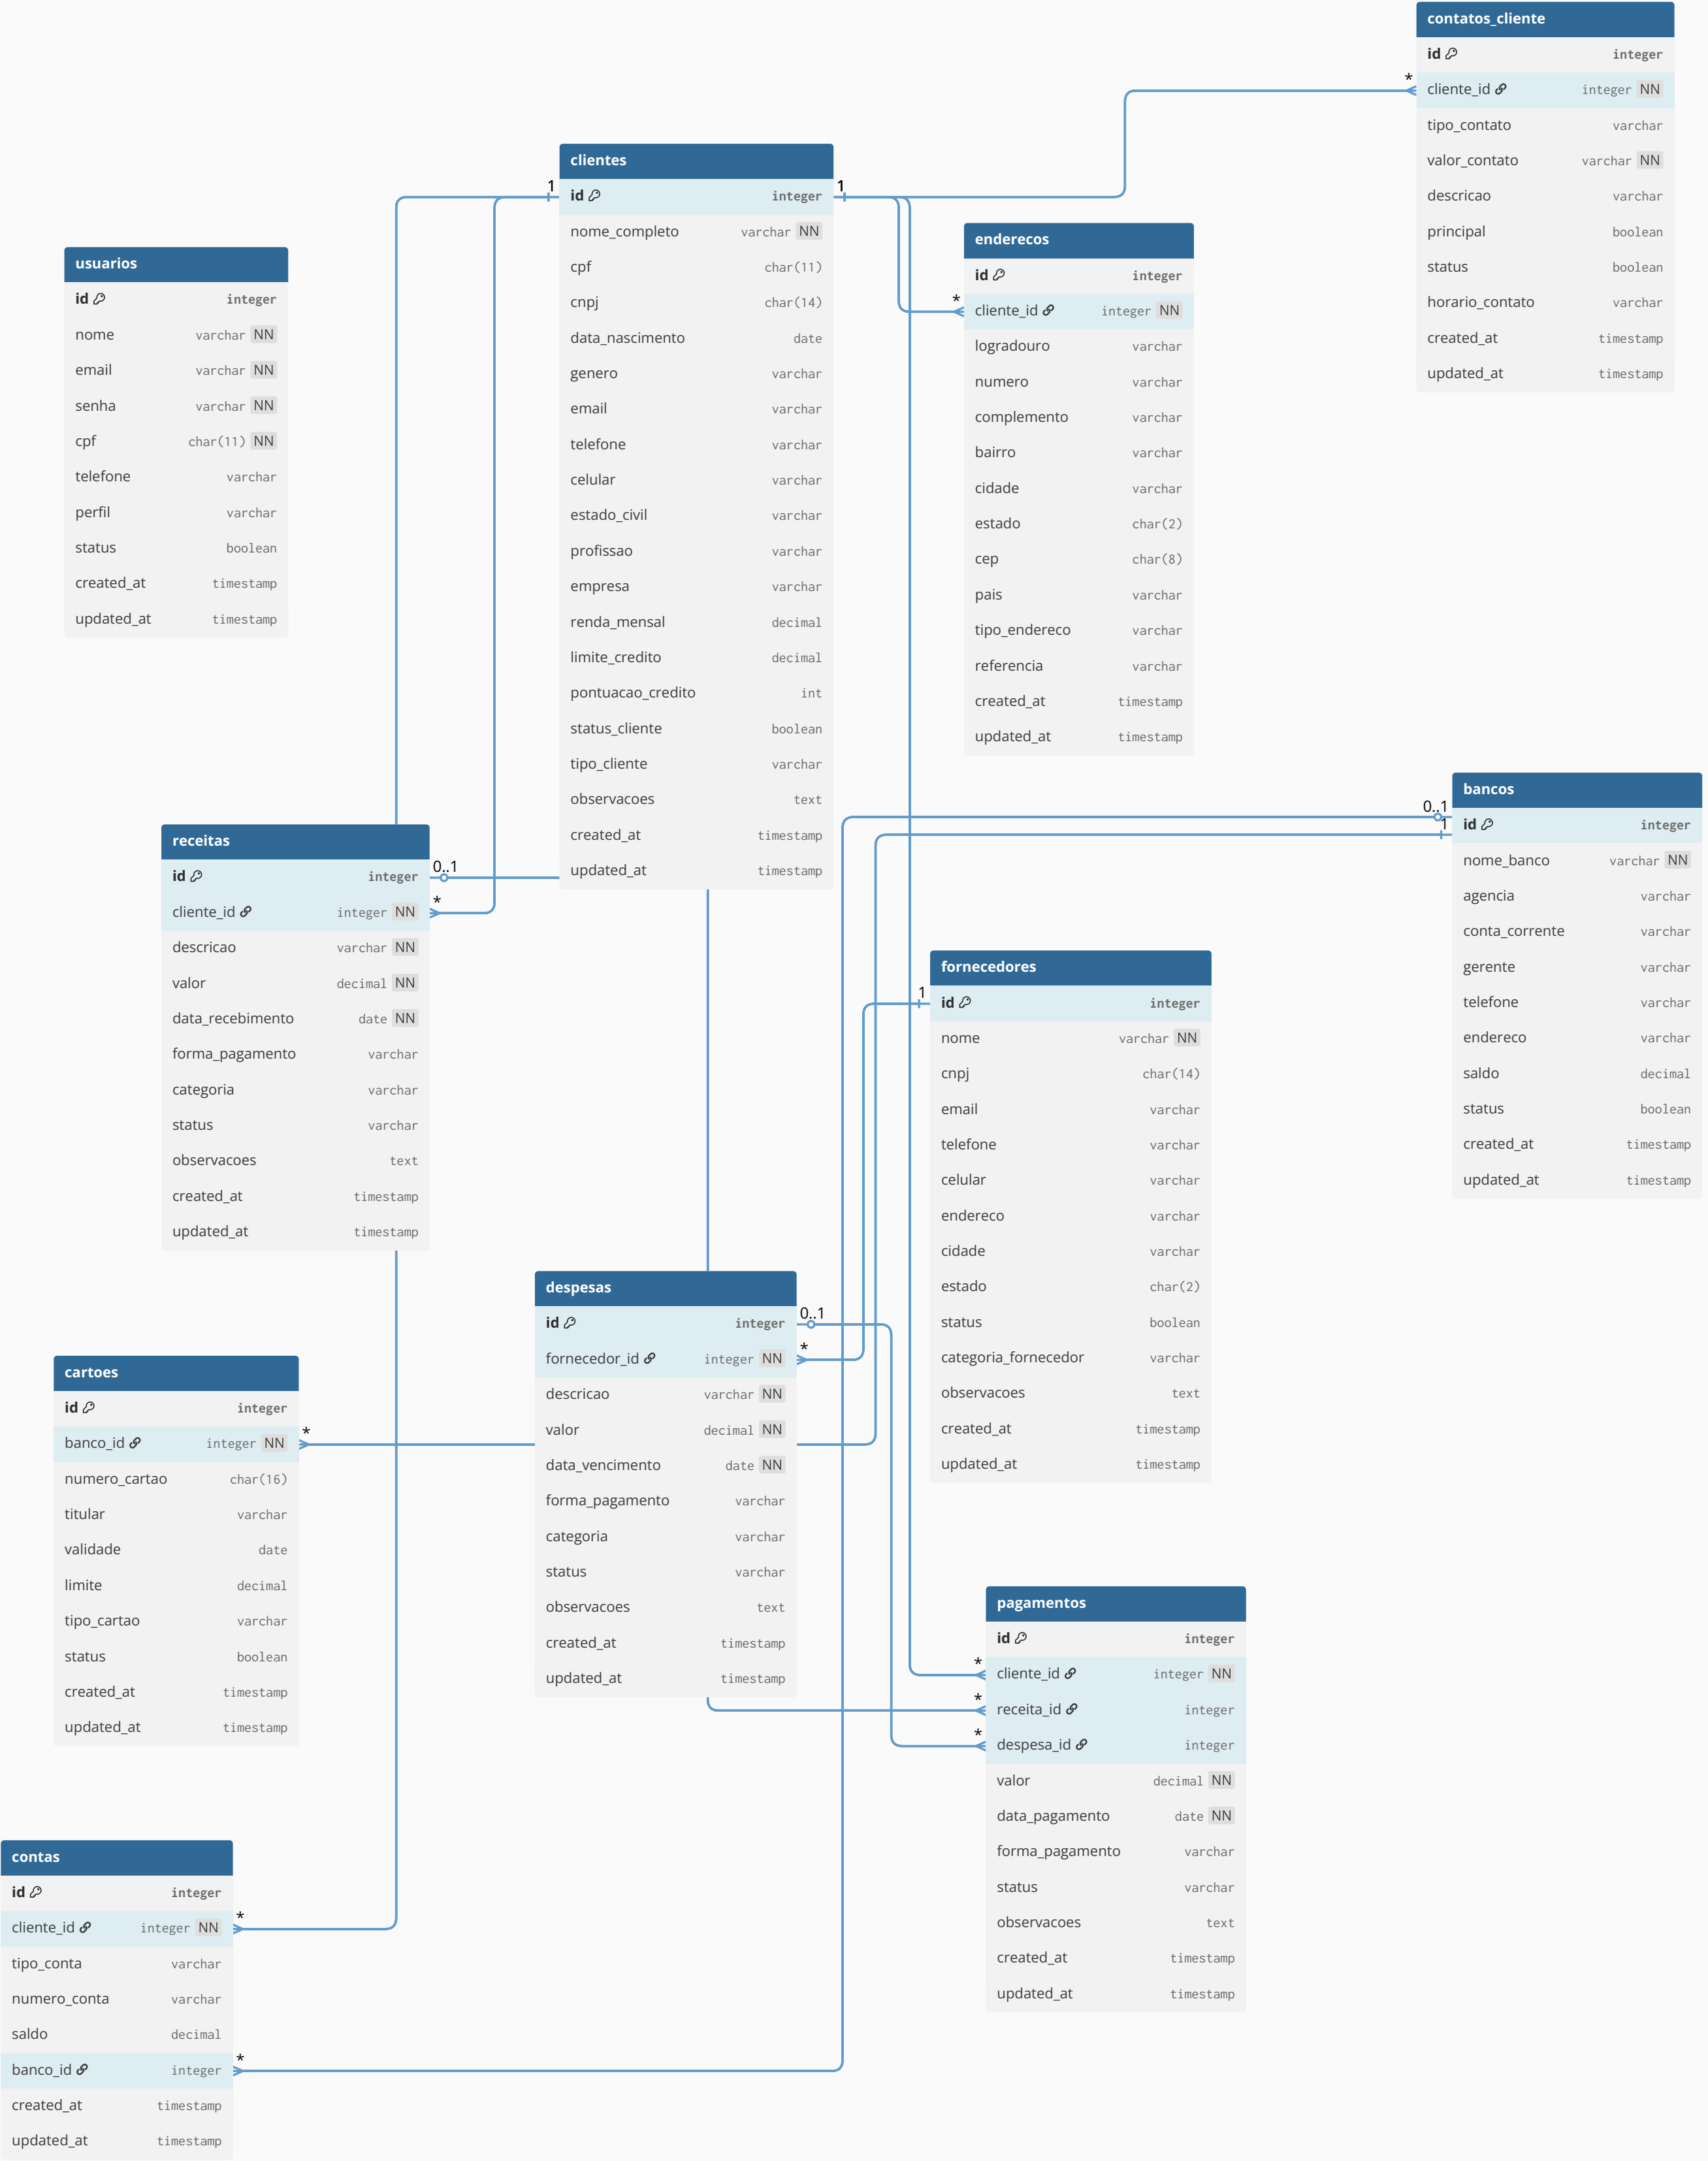 contatos_cliente
id integer
* cliente_id integer NN
tipo_contato varchar
valor_contato varchar NN
descricao varchar
principal boolean
status boolean
horario_contato varchar
created_at timestamp
updated_at timestamp
clientes
1 id integer 1
nome_completo varchar NN
cpf char(11)
cnpj char(14)
data_nascimento date
genero varchar
email varchar
telefone varchar
celular varchar
estado_civil varchar
profissao varchar
empresa varchar
renda_mensal decimal
limite_credito decimal
pontuacao_credito int
status_cliente boolean
tipo_cliente varchar
observacoes text
created_at timestamp
updated_at timestamp
enderecos
id integer
* cliente_id integer NN
logradouro varchar
numero varchar
complemento varchar
bairro varchar
cidade varchar
estado char(2)
cep char(8)
pais varchar
tipo_endereco varchar
referencia varchar
created_at timestamp
updated_at timestamp
usuarios
id integer
nome varchar NN
email varchar NN
senha varchar NN
cpf char(11) NN
telefone varchar
perfil varchar
status boolean
created_at timestamp
updated_at timestamp
bancos
0..1
1 id integer
nome_banco varchar NN
agencia varchar
conta_corrente varchar
gerente varchar
telefone varchar
endereco varchar
saldo decimal
status boolean
created_at timestamp
updated_at timestamp
receitas
id integer 0..1
cliente_id integer NN *
descricao varchar NN
valor decimal NN
data_recebimento date NN
forma_pagamento varchar
categoria varchar
status varchar
observacoes text
created_at timestamp
updated_at timestamp
fornecedores
1 id integer
nome varchar NN
cnpj char(14)
email varchar
telefone varchar
celular varchar
endereco varchar
cidade varchar
estado char(2)
status boolean
categoria_fornecedor varchar
observacoes text
created_at timestamp
updated_at timestamp
despesas
id integer 0..1
fornecedor_id integer NN *
descricao varchar NN
valor decimal NN
data_vencimento date NN
forma_pagamento varchar
categoria varchar
status varchar
observacoes text
created_at timestamp
updated_at timestamp
cartoes
id integer
banco_id integer NN *
numero_cartao char(16)
titular varchar
validade date
limite decimal
tipo_cartao varchar
status boolean
created_at timestamp
updated_at timestamp
pagamentos
id integer
* cliente_id integer NN
* receita_id integer
* despesa_id integer
valor decimal NN
data_pagamento date NN
forma_pagamento varchar
status varchar
observacoes text
created_at timestamp
updated_at timestamp
contas
id integer
cliente_id integer NN *
tipo_conta varchar
numero_conta varchar
saldo decimal
banco_id integer *
created_at timestamp
updated_at timestamp